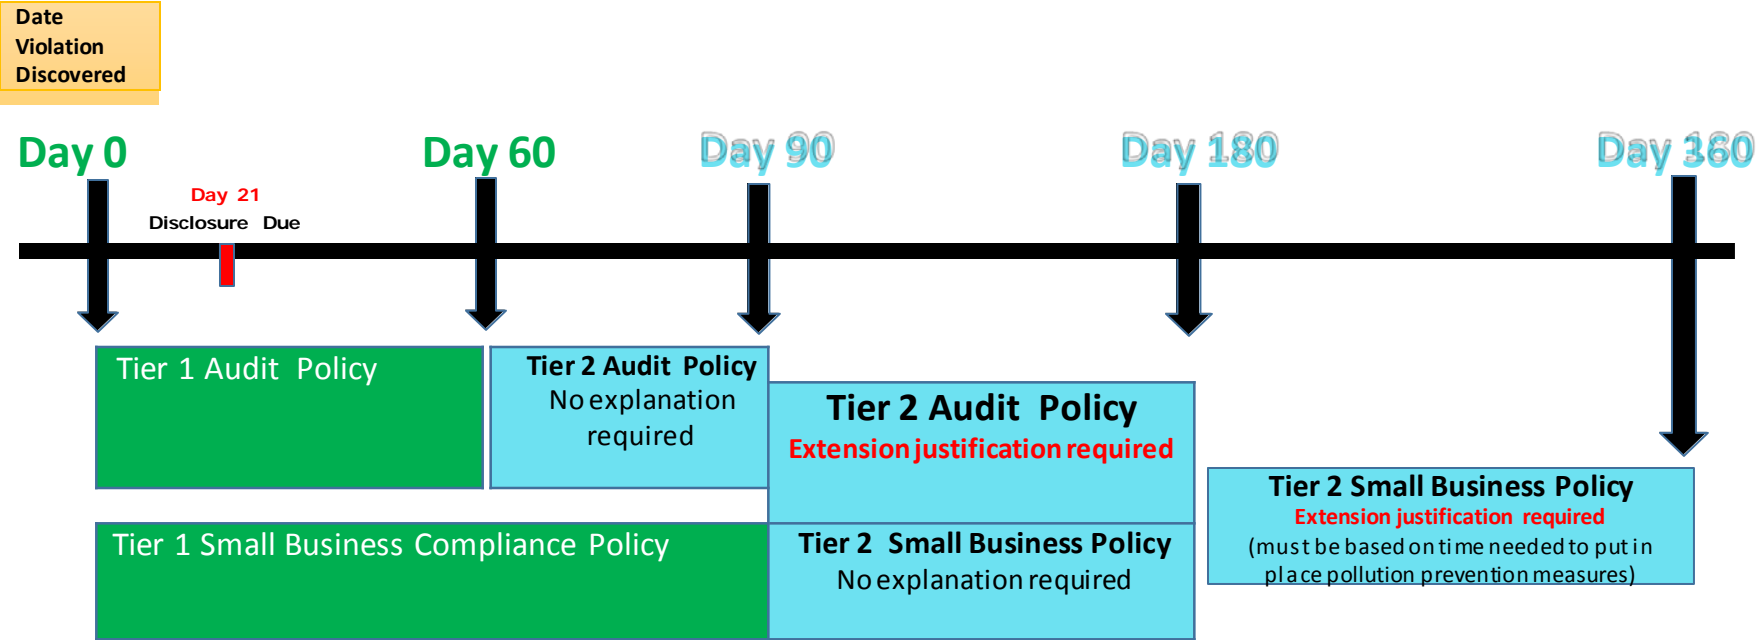 Date
Violation
Discovered
Day 0
Day 60
Day 90
Day 180
Day 360
Day 21
Disclosure Due
Tier 1 Audit Policy
Tier 2 Audit Policy
No explanation
required
Tier 2 Audit Policy
Extension justification required
Tier 2 Small Business Policy
Extension justification required
(must be based on time needed to put in
place pollution prevention measures)
Tier 1 Small Business Compliance Policy
Tier 2 Small Business Policy
No explanation required